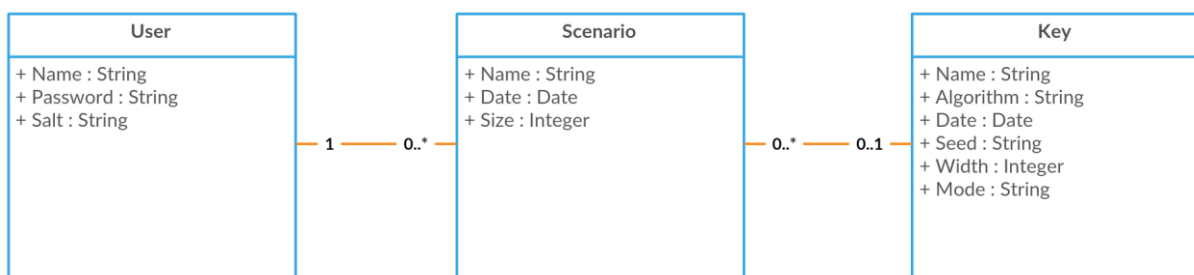 User
+ Name : String
+ Password : String
+ Salt : String
1
0..*
Scenario
+ Name : String
+ Date : Date
+ Size : Integer
0..*
0..1
Key
+ Name : String
+ Algorithm : String
+ Date : Date
+ Seed : String
+ Width : Integer
+ Mode : String